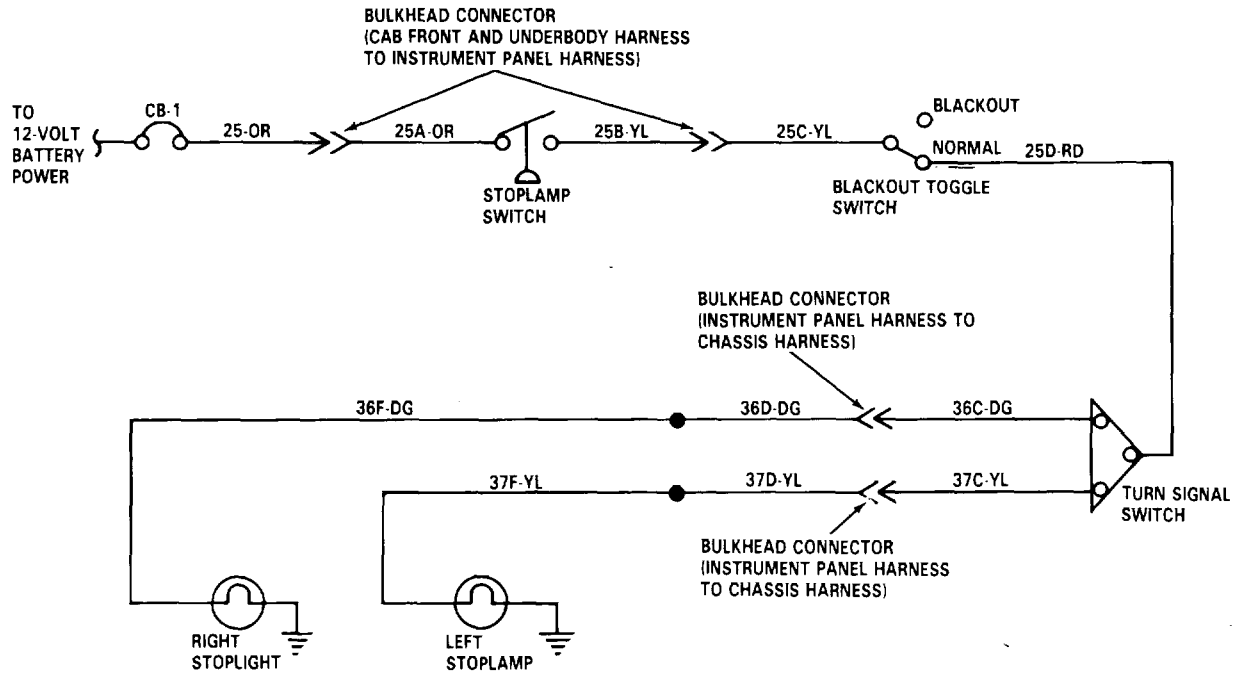 BULKHEAD CONNECTOR
(CAB FRONT AND UNDERBODY HARNESS
TO INSTRUMENT PANEL HARNESS)
TO
12-VOLT
BATTERY
POWER
CB-1
25-OR
25A-OR
STOPLAMP
SWITCH
25B-YL
25C-YL
BLACKOUT
NORMAL
25D-RD
BLACKOUT TOGGLE
SWITCH
BULKHEAD CONNECTOR
(INSTRUMENT PANEL HARNESS TO
CHASSIS HARNESS)
36F-DG
36D-DG
36C-DG
37F-YL
37D-YL
37C-YL
TURN SIGNAL
SWITCH
BULKHEAD CONNECTOR
(INSTRUMENT PANEL HARNESS
TO CHASSIS HARNESS)
RIGHT
STOPLIGHT
LEFT
STOPLAMP